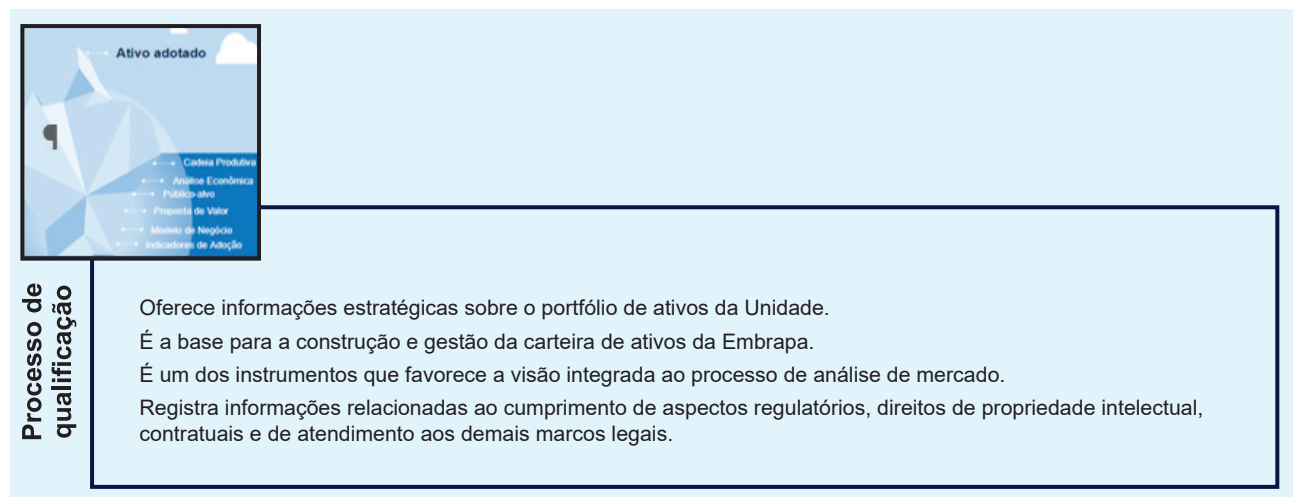 Ativo adotado
¶
Cadeia Produtiva
Análise Econômica
Público-alvo
Proposta de Valor
Modelo de Negócio
Indicadores de Adoção
Processo de
qualificação
Oferece informações estratégicas sobre o portfólio de ativos da Unidade.
É a base para a construção e gestão da carteira de ativos da Embrapa.
É um dos instrumentos que favorece a visão integrada ao processo de análise de mercado.
Registra informações relacionadas ao cumprimento de aspectos regulatórios, direitos de propriedade intelectual,
contratuais e de atendimento aos demais marcos legais.